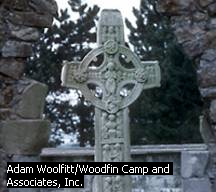 Adam Woolfitt/Woodfin Camp and
Associates, Inc.